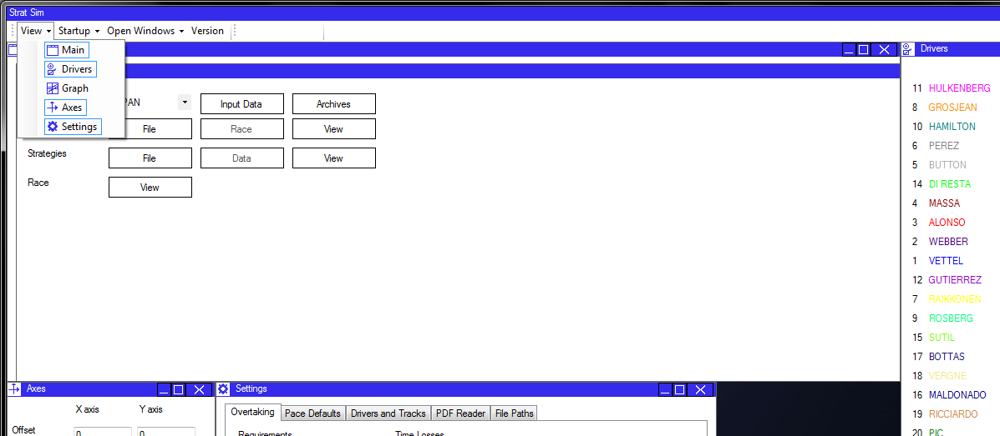 Strat Sim
View Startup Open Windows Version
Main
Drivers
Graph
Axes
Settings
PAN Input Data Archives
File Race View
Strategies File Data View
Race View
Drivers
11 HULKENBERG
8 GROSJEAN
10 HAMILTON
6 PEREZ
5 BUTTON
14 DI RESTA
4 MASSA
3 ALONSO
2 WEBBER
1 VETTEL
12 GUTIERREZ
7 RAIKKONEN
9 ROSBERG
15 SUTIL
17 BOTTAS
18 VERGNE
16 MALDONADO
19 RICCIARDO
20 PIC
Axes
X axis Y axis
Offset 0 0
Settings
Overtaking Pace Defaults Drivers and Tracks PDF Reader File Paths
Requirements Time Losses